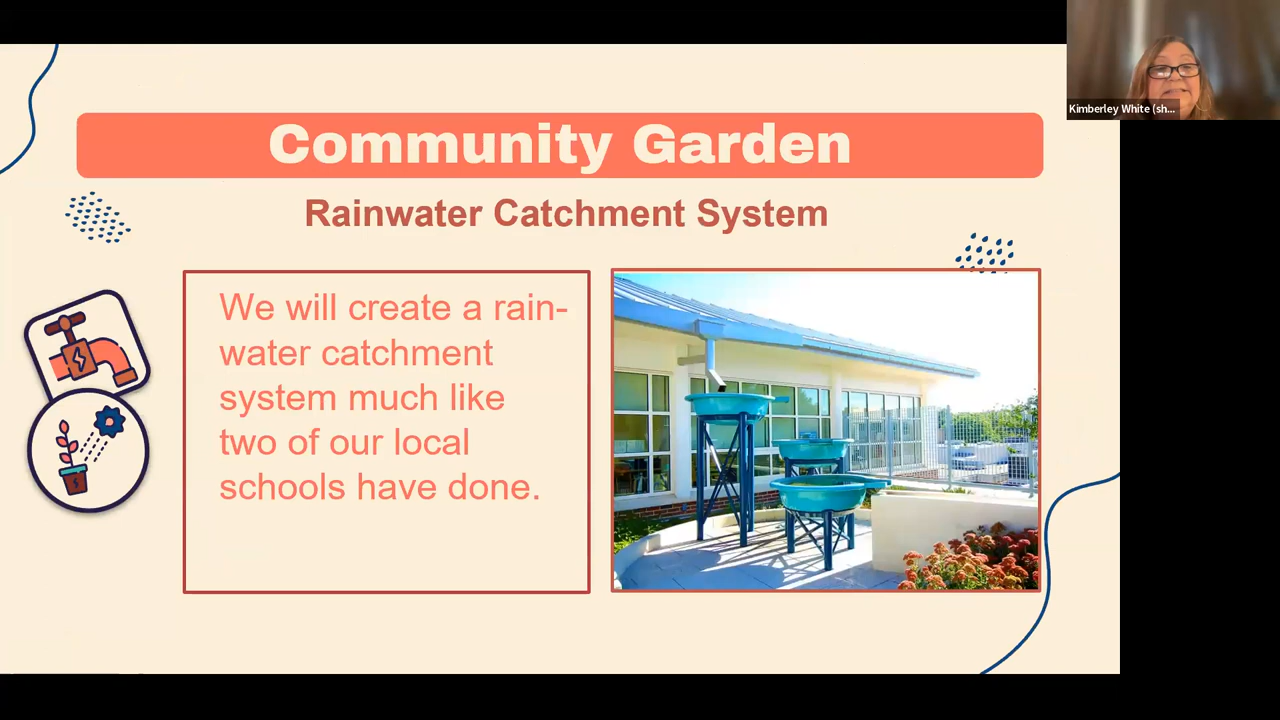 Kimberley White (sh...
Community Garden
Rainwater Catchment System
We will create a rain-
water catchment
system much like
two of our local
schools have done.